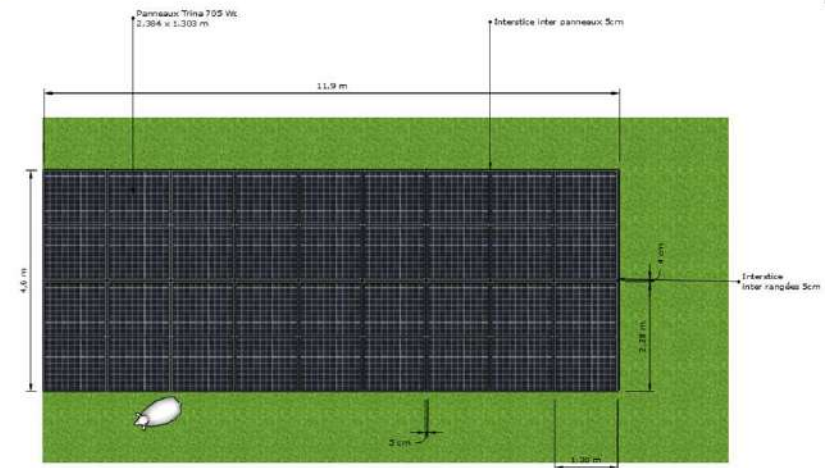 Panneaux Trina 705 Wc
2.384 x 1.303 m
Interstice inter panneaux 5cm
11.9 m
4,6 m
4 cm
Interstice
inter rangées 5cm
2.38 m
5 cm
1.30 m